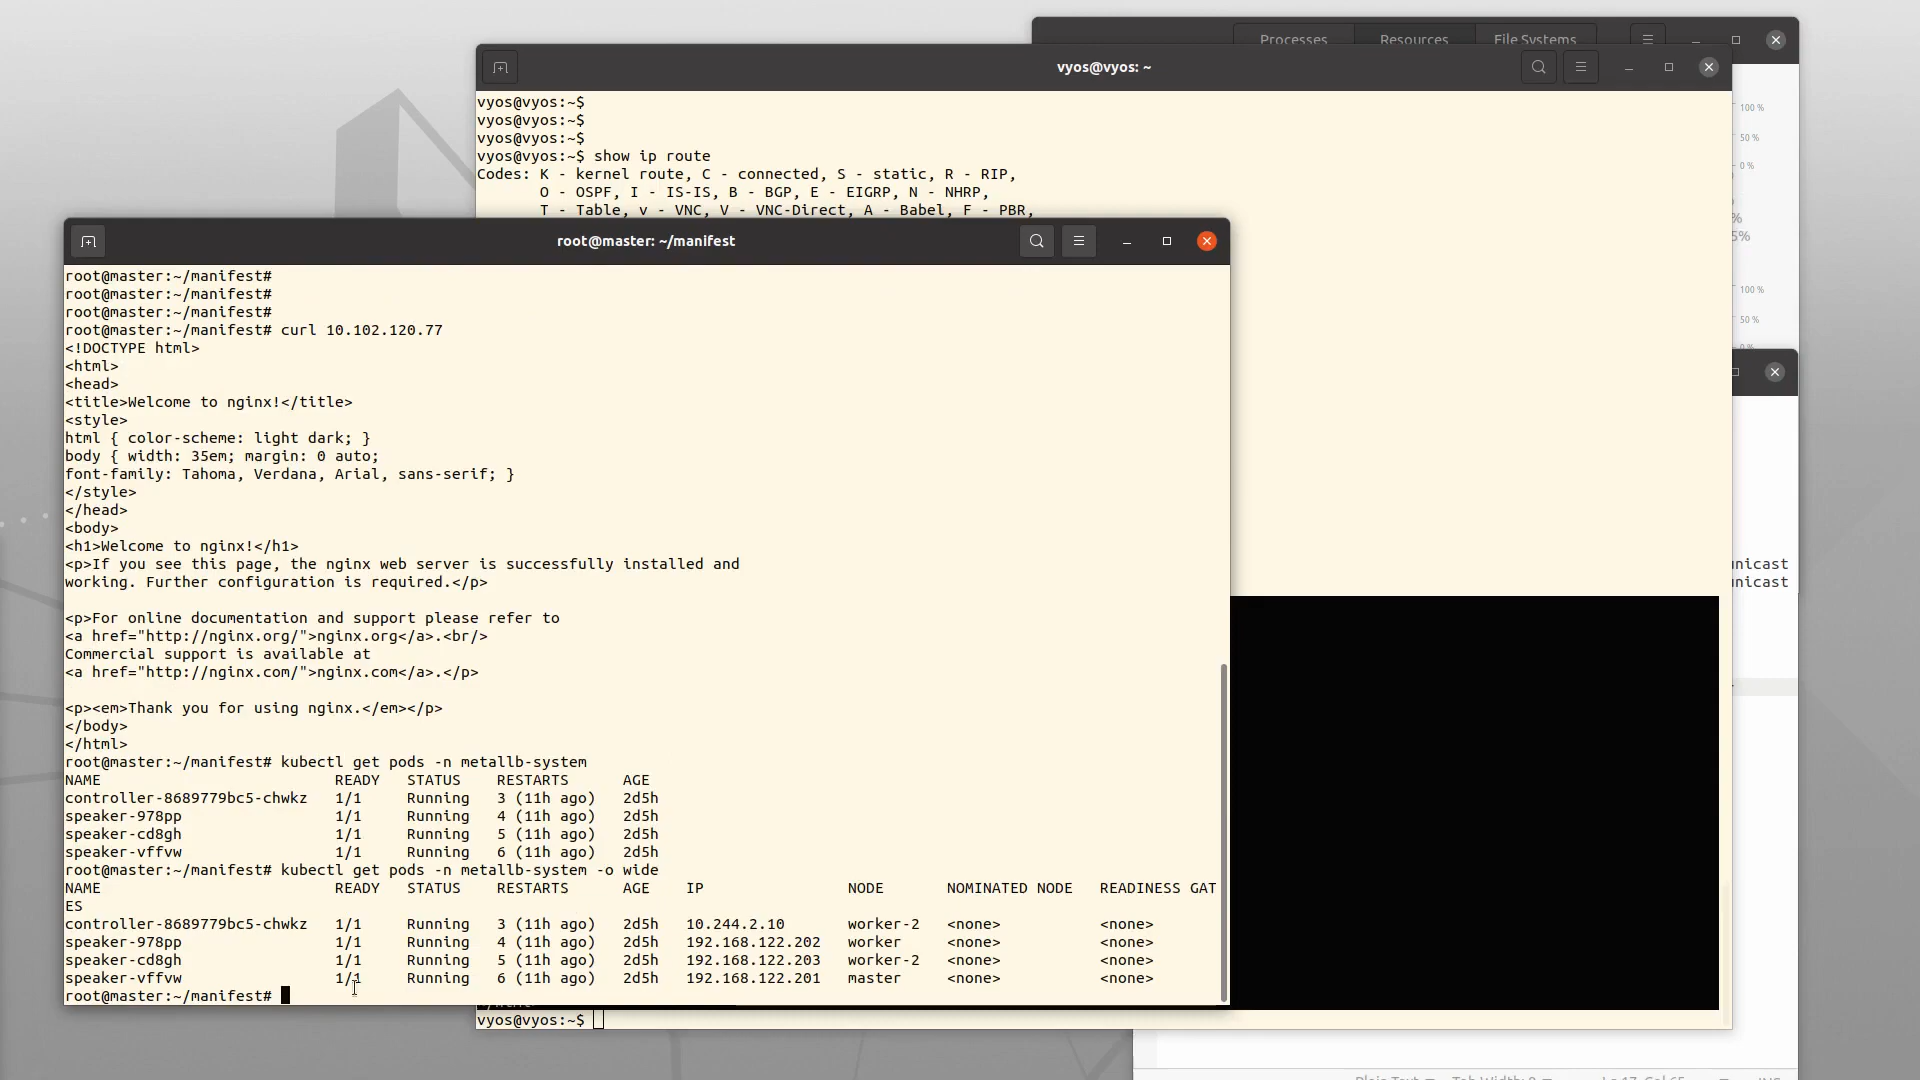 Processes Resources File Systems
vyos@vyos: ~
100 %
50 %
0 %
vyos@vyos:~$
vyos@vyos:~$
vyos@vyos:~$
vyos@vyos:~$ show ip route
Codes: K - kernel route, C - connected, S - static, R - RIP,
O - OSPF, I - IS-IS, B - BGP, E - EIGRP, N - NHRP,
T - Table, v - VNC, V - VNC-Direct, A - Babel, F - PBR,
%
5%
100 %
50 %
0 %
root@master: ~/manifest
root@master:~/manifest#
root@master:~/manifest#
root@master:~/manifest#
root@master:~/manifest# curl 10.102.120.77
<!DOCTYPE html>
<html>
<head>
<title>Welcome to nginx!</title>
<style>
html { color-scheme: light dark; }
body { width: 35em; margin: 0 auto;
font-family: Tahoma, Verdana, Arial, sans-serif; }
</style>
</head>
<body>
<h1>Welcome to nginx!</h1>
<p>If you see this page, the nginx web server is successfully installed and
working. Further configuration is required.</p>
<p>For online documentation and support please refer to
<a href="http://nginx.org/">nginx.org</a>.<br/>
Commercial support is available at
<a href="http://nginx.com/">nginx.com</a>.</p>
<p><em>Thank you for using nginx.</em></p>
</body>
</html>
root@master:~/manifest# kubectl get pods -n metallb-system
NAME READY STATUS RESTARTS AGE
controller-8689779bc5-chwkz 1/1 Running 3 (11h ago) 2d5h
speaker-978pp 1/1 Running 4 (11h ago) 2d5h
speaker-cd8gh 1/1 Running 5 (11h ago) 2d5h
speaker-vffvw 1/1 Running 6 (11h ago) 2d5h
root@master:~/manifest# kubectl get pods -n metallb-system -o wide
NAME READY STATUS RESTARTS AGE IP NODE NOMINATED NODE READINESS GAT
ES
controller-8689779bc5-chwkz 1/1 Running 3 (11h ago) 2d5h 10.244.2.10 worker-2 <none> <none>
speaker-978pp 1/1 Running 4 (11h ago) 2d5h 192.168.122.202 worker <none> <none>
speaker-cd8gh 1/1 Running 5 (11h ago) 2d5h 192.168.122.203 worker-2 <none> <none>
speaker-vffvw 1/1 Running 6 (11h ago) 2d5h 192.168.122.201 master <none> <none>
root@master:~/manifest#
nicast
nicast
vyos@vyos:~$